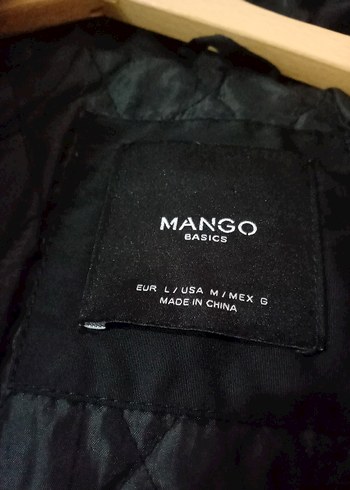 MANGO
BASICS
EUR L / USA M / MEX G
MADE IN CHINA